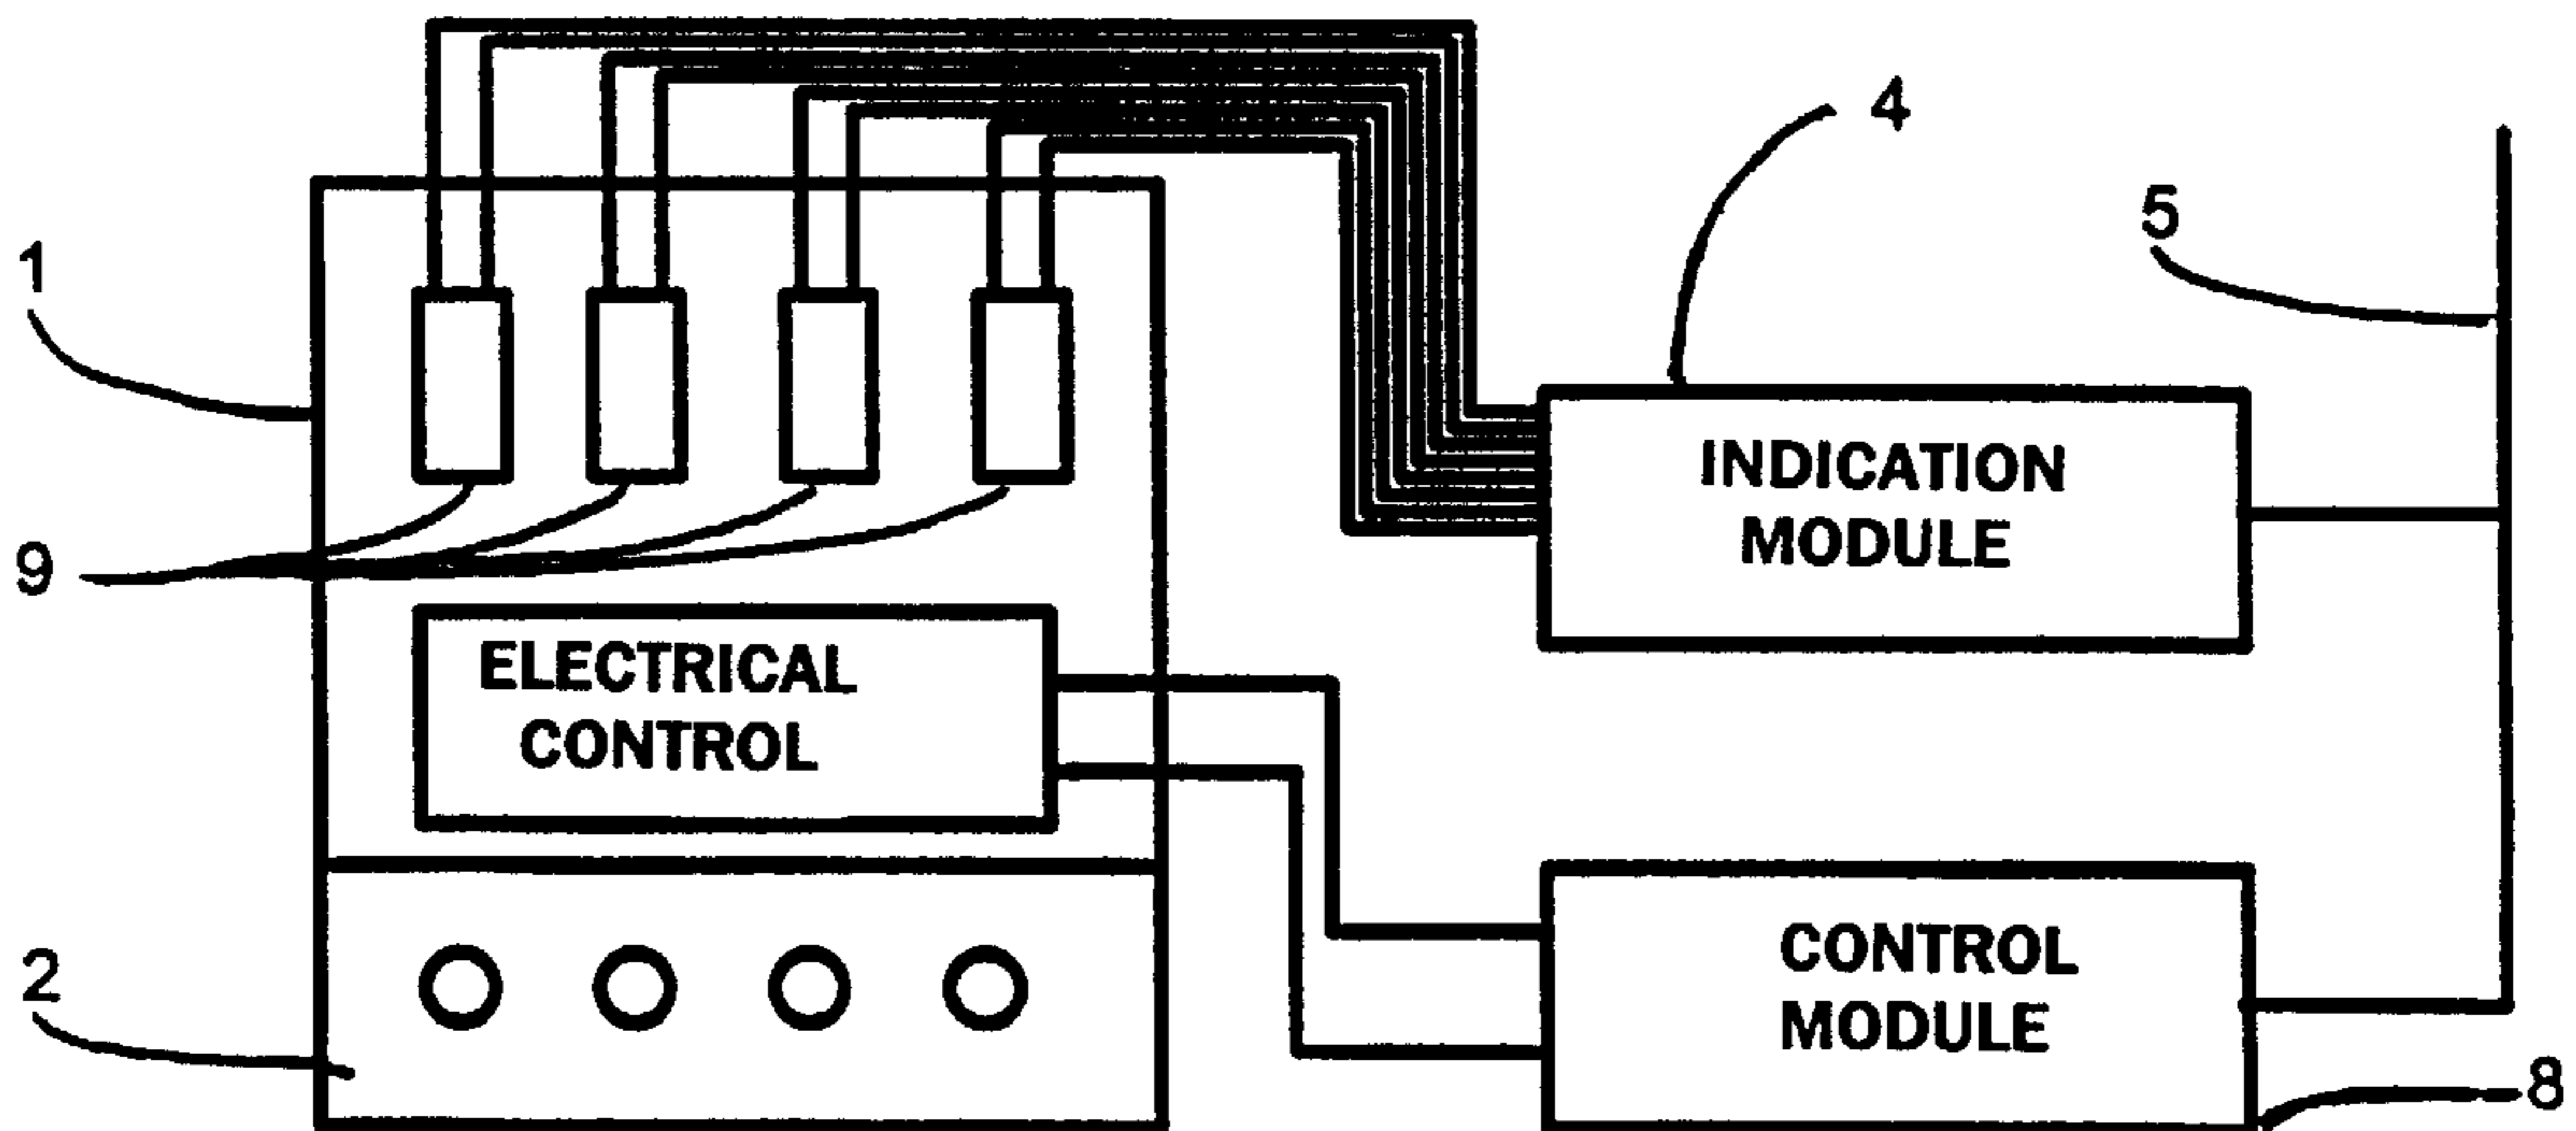 4
5
1
INDICATION
MODULE
9
ELECTRICAL
CONTROL
2
CONTROL
MODULE
8